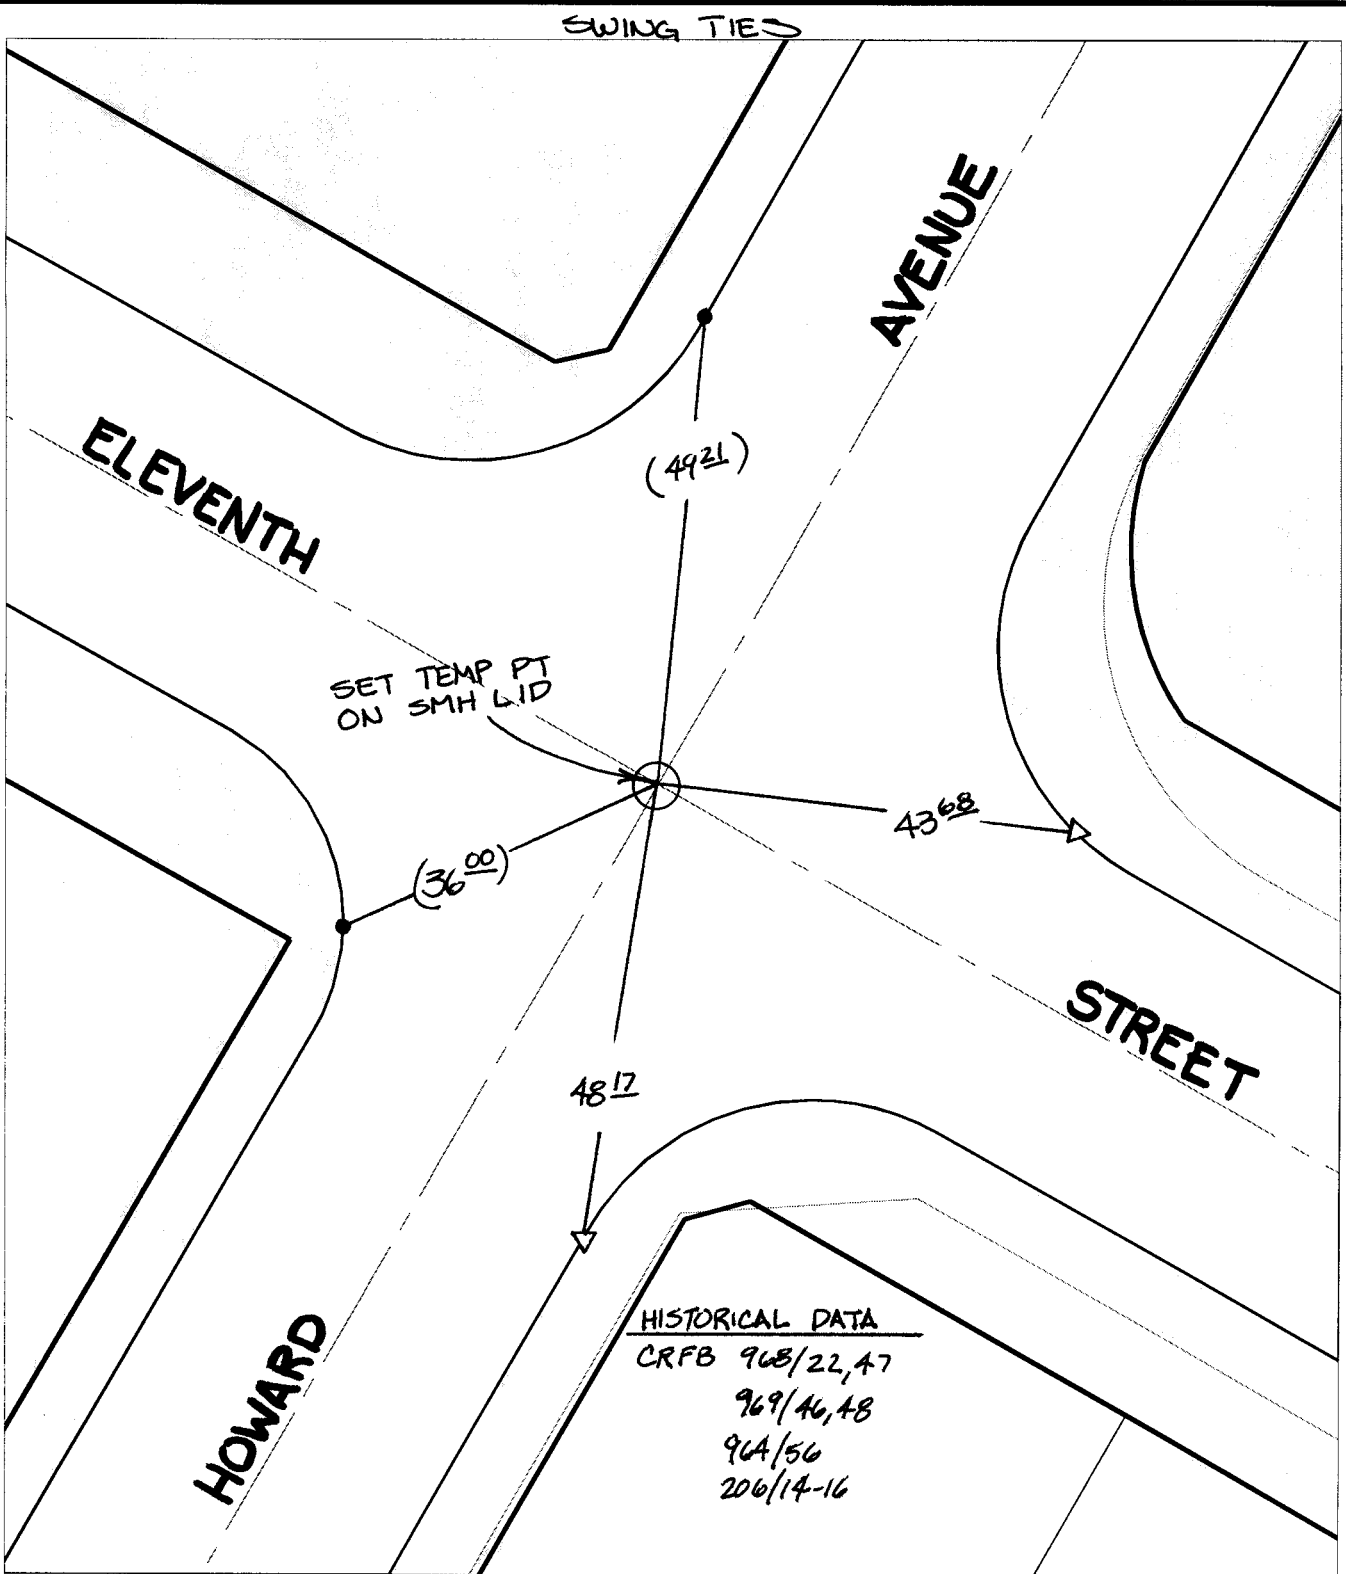 SWING TIES
AVENUE
(49 21)
ELEVENTH
SET TEMP PT
ON SMH LID
43 68
(36 00)
STREET
48 17
HOWARD
HISTORICAL DATA
CRFB 968/22,47
969/46,48
964/56
206/14-16